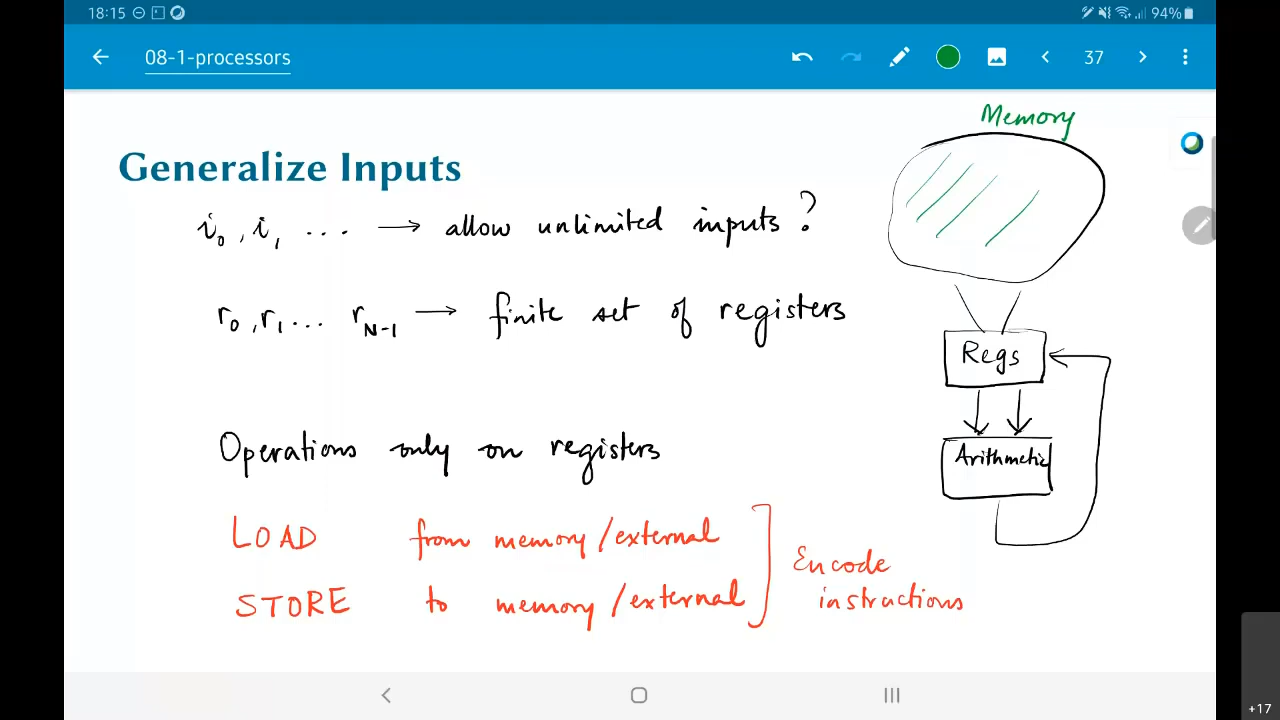 18:15
94%
08-1-processors
37
Memory
Generalize Inputs
i₀, i₁ ... → allow unlimited inputs?
r₀, r₁ ... r_N-1 → finite set of registers
Regs
Operations only on registers
Arithmetic
LOAD from memory/external
STORE to memory/external
Encode
instructions
+17